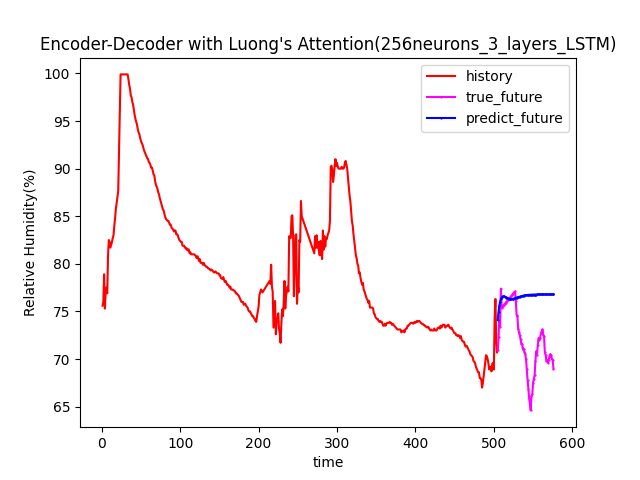 Encoder-Decoder with Luong's Attention(256neurons_3_layers_LSTM)
history
true_future
predict_future
100
95
90
85
80
75
70
65
Relative Humidity(%)
0 100 200 300 400 500 600
time